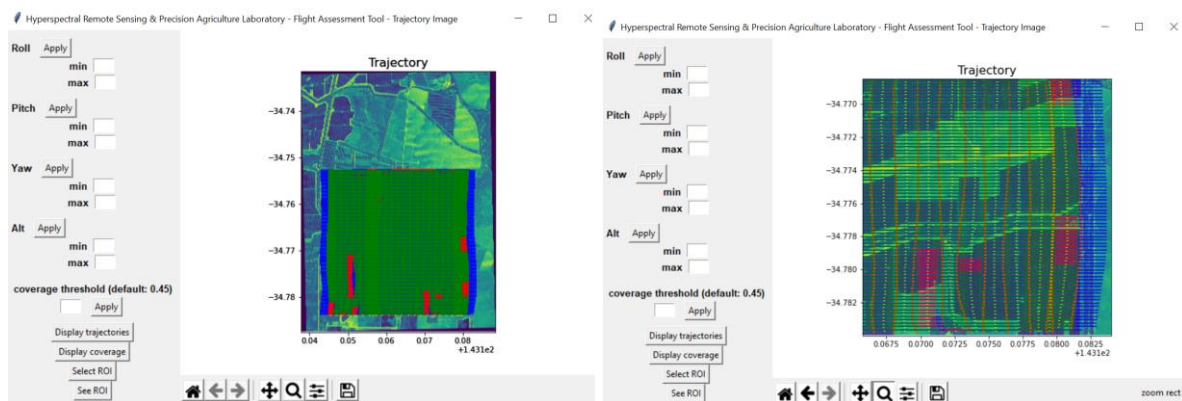 Hyperspectral Remote Sensing & Precision Agriculture Laboratory - Flight Assessment Tool - Trajectory Image
Roll Apply
min
max
Pitch Apply
min
max
Yaw Apply
min
max
Alt Apply
min
max
coverage threshold (default: 0.45)
Apply
Display trajectories
Display coverage
Select ROI
See ROI
Trajectory
−34.74
−34.75
−34.76
−34.77
−34.78
0.04 0.05 0.06 0.07 0.08
+1.431e2
Hyperspectral Remote Sensing & Precision Agriculture Laboratory - Flight Assessment Tool - Trajectory Image
Roll Apply
min
max
Pitch Apply
min
max
Yaw Apply
min
max
Alt Apply
min
max
coverage threshold (default: 0.45)
Apply
Display trajectories
Display coverage
Select ROI
See ROI
Trajectory
−34.770
−34.772
−34.774
−34.776
−34.778
−34.780
−34.782
0.0675 0.0700 0.0725 0.0750 0.0775 0.0800 0.0825
+1.431e2
zoom rect